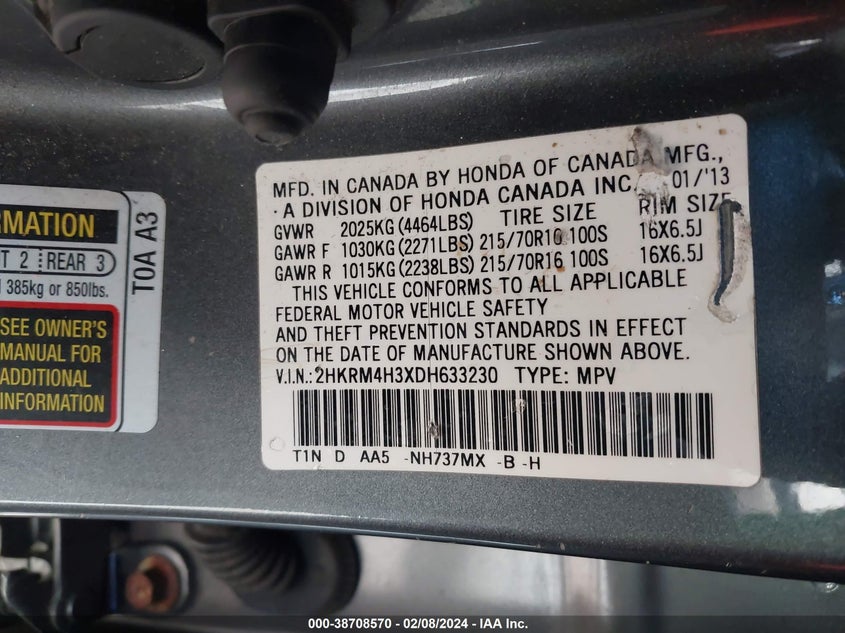 RMATION
T 2 REAR 3
385kg or 850lbs.
SEE OWNER'S
MANUAL FOR
ADDITIONAL
INFORMATION
T0A A3
MFD. IN CANADA BY HONDA OF CANADA MFG.,
A DIVISION OF HONDA CANADA INC. 01/'13
GVWR 2025KG (4464LBS) TIRE SIZE RIM SIZE
GAWR F 1030KG (2271LBS) 215/70R16 100S 16X6.5J
GAWR R 1015KG (2238LBS) 215/70R16 100S 16X6.5J
THIS VEHICLE CONFORMS TO ALL APPLICABLE
FEDERAL MOTOR VEHICLE SAFETY
AND THEFT PREVENTION STANDARDS IN EFFECT
ON THE DATE OF MANUFACTURE SHOWN ABOVE.
V.I.N.:2HKRM4H3XDH633230 TYPE: MPV
T1N D AA5 -NH737MX -B -H
000-38708570 - 02/08/2024 - IAA Inc.